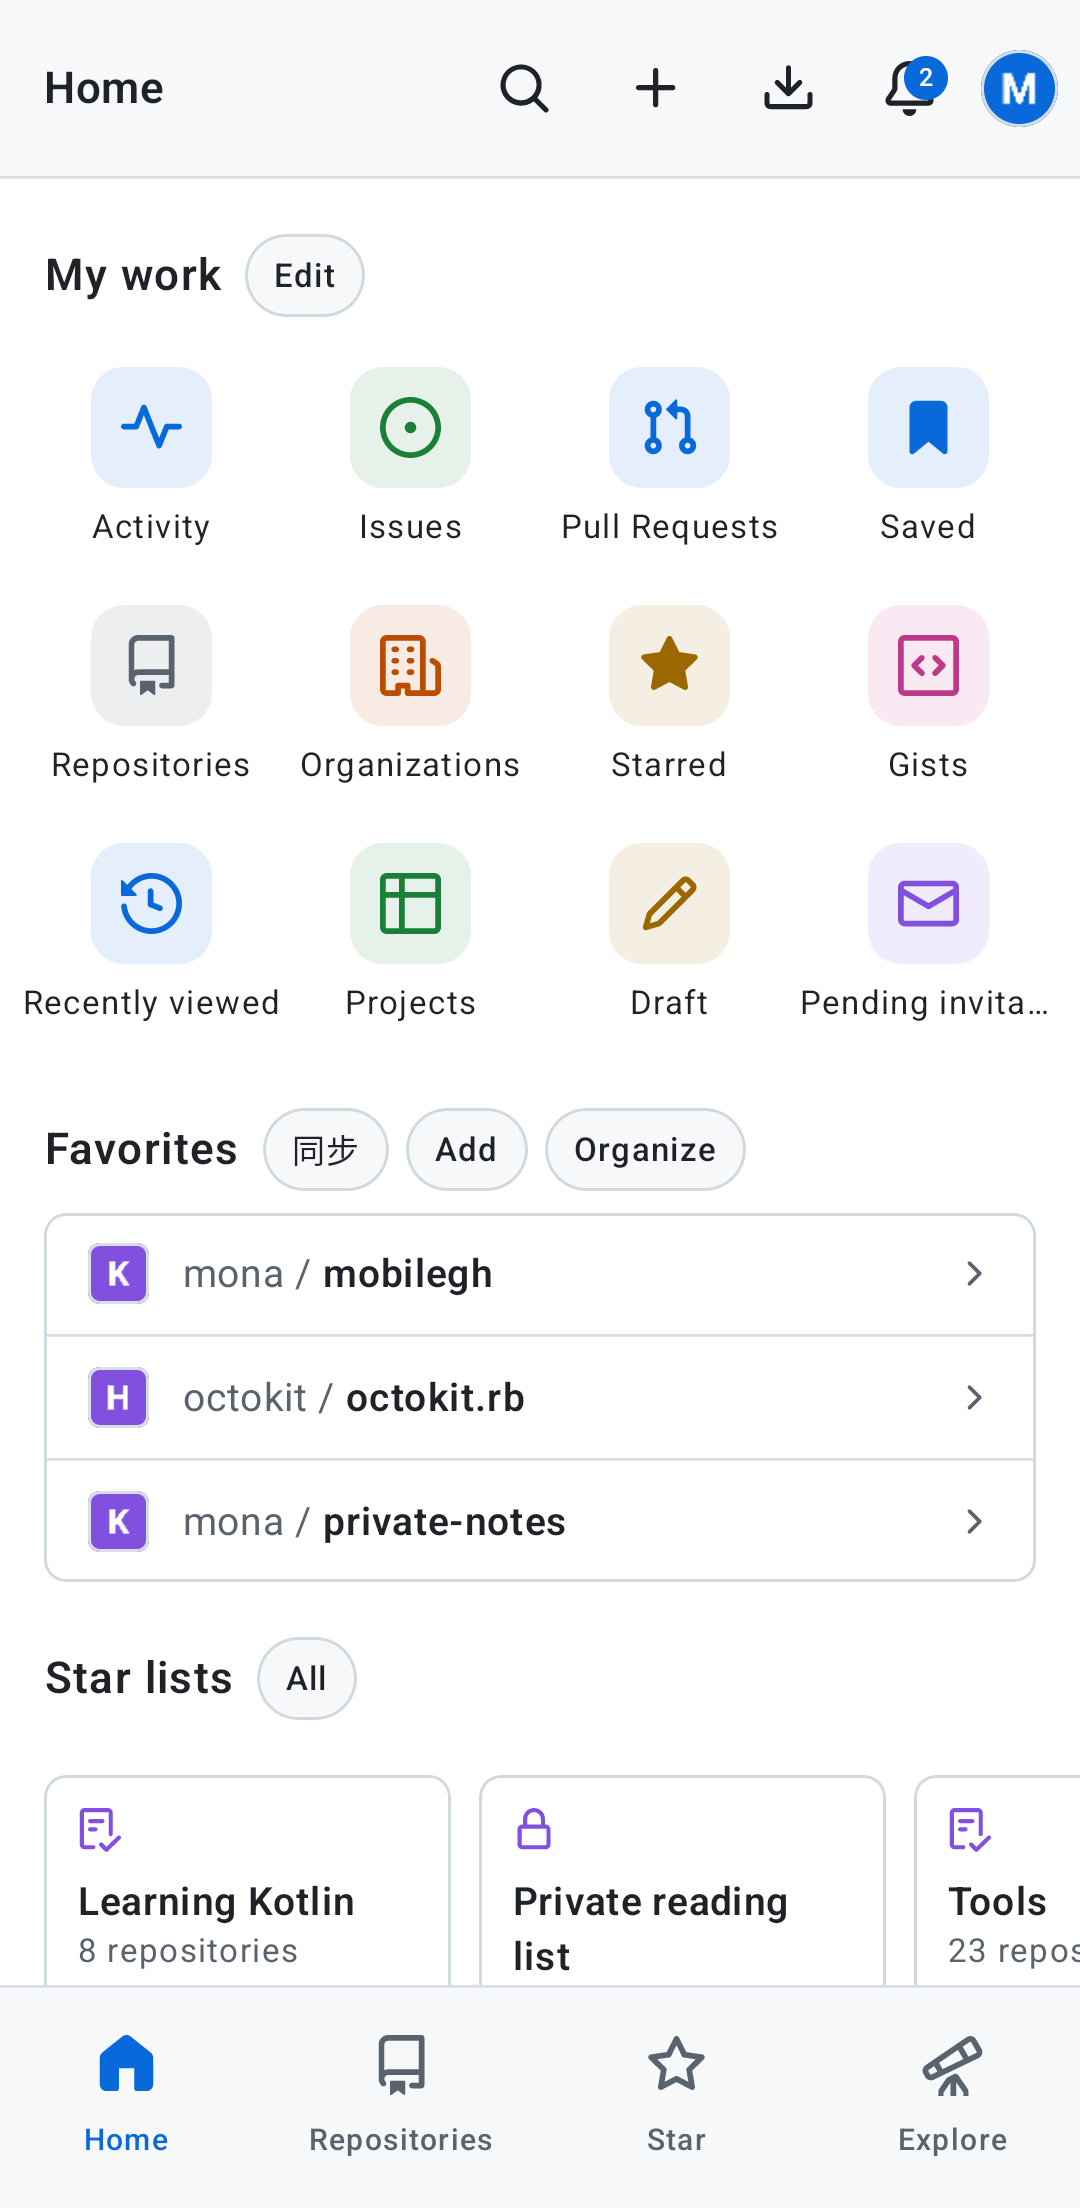 Home
2
M
My work
Edit
Activity
Issues
Pull Requests
Saved
Repositories
Organizations
Starred
Gists
Recently viewed
Projects
Draft
Pending invita...
Favorites
同步
Add
Organize
K
mona / mobilegh
H
octokit / octokit.rb
K
mona / private-notes
Star lists
All
Learning Kotlin
8 repositories
Private reading
list
Tools
23 repos
Home
Repositories
Star
Explore